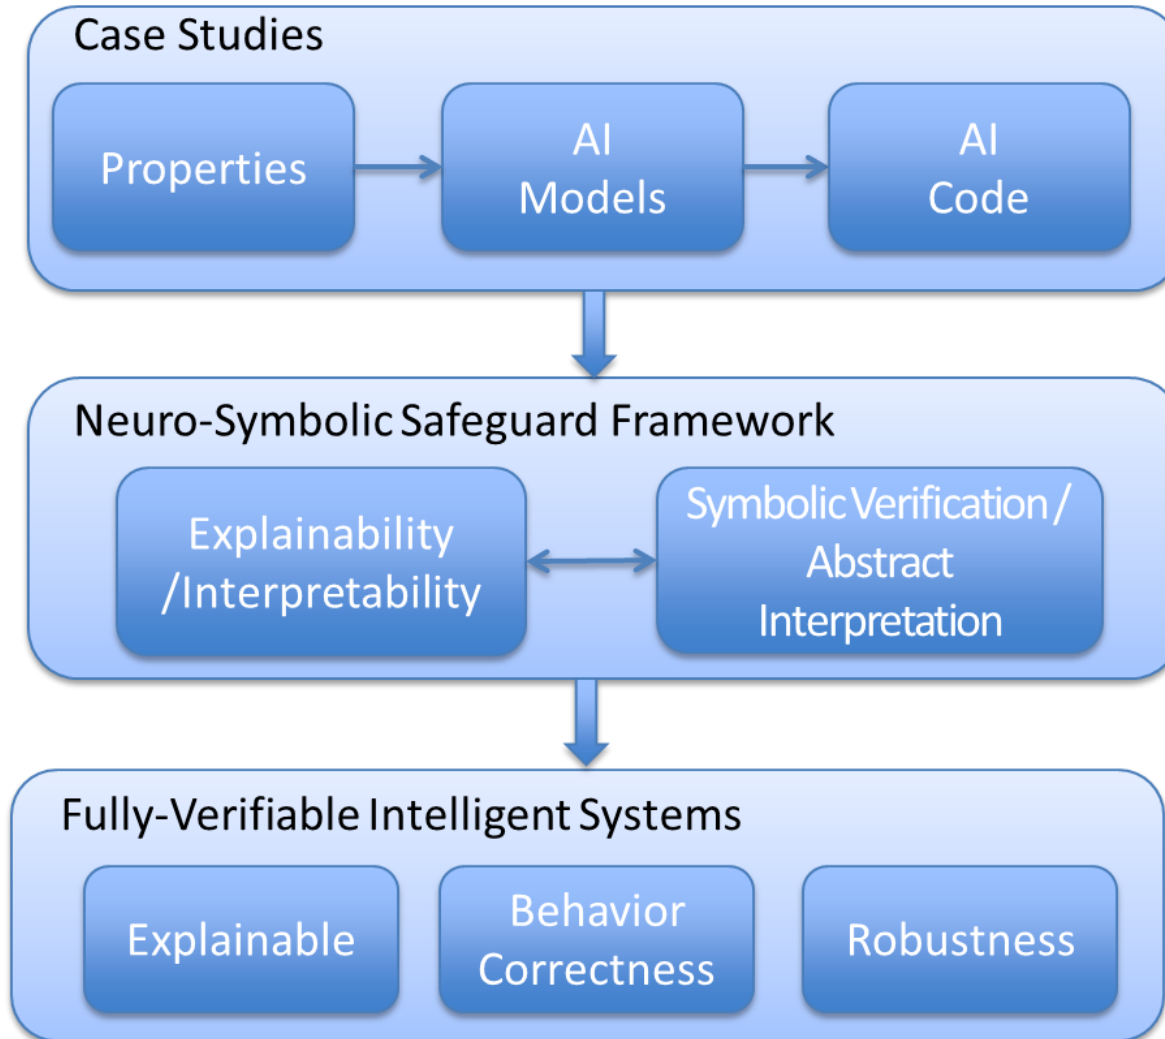 Case Studies
Properties
AI
Models
AI
Code
Neuro-Symbolic Safeguard Framework
Explainability
/Interpretability
Symbolic Verification /
Abstract
Interpretation
Fully-Verifiable Intelligent Systems
Explainable
Behavior
Correctness
Robustness